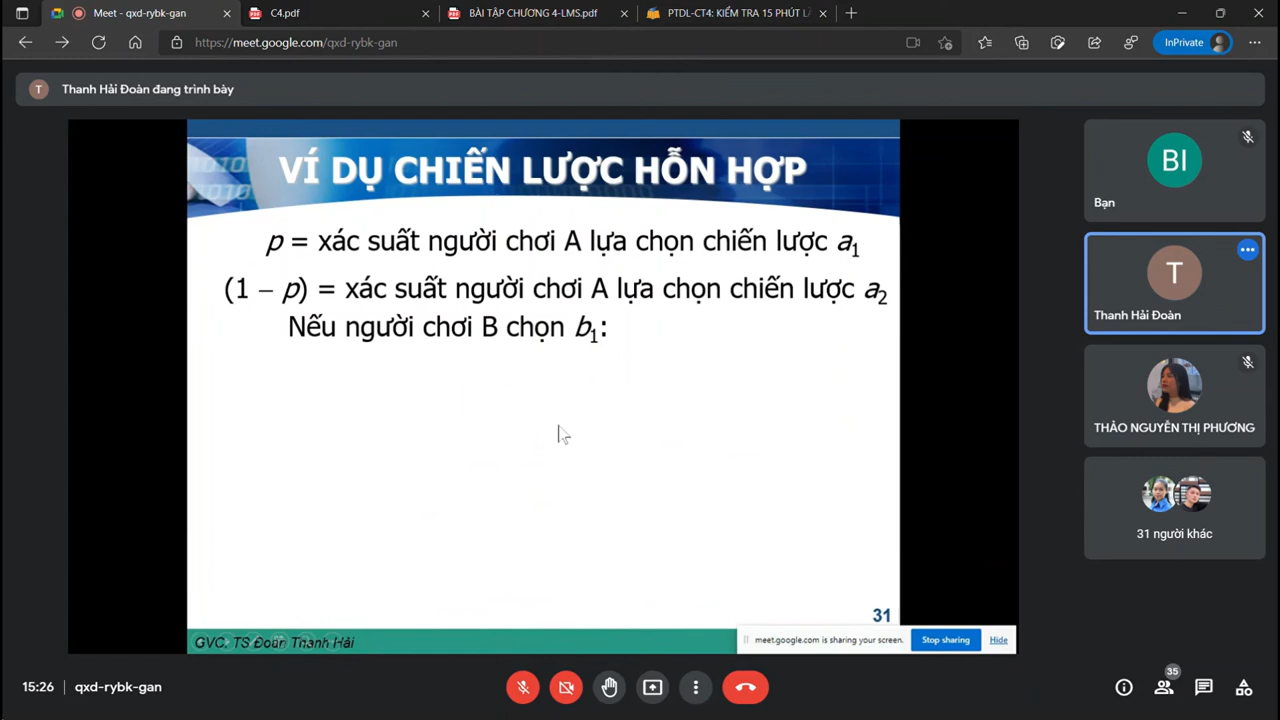 Meet - qxd-rybk-gan
C4.pdf
BÀI TẬP CHƯƠNG 4-LMS.pdf
PTDL-CT4: KIỂM TRA 15 PHÚT L
https://meet.google.com/qxd-rybk-gan
InPrivate
T
Thanh Hải Đoàn đang trình bày
VÍ DỤ CHIẾN LƯỢC HỖN HỢP
p = xác suất người chơi A lựa chọn chiến lược a1
(1 – p) = xác suất người chơi A lựa chọn chiến lược a2
Nếu người chơi B chọn b1:
31
GVC. TS Đoàn Thanh Hải
meet.google.com is sharing your screen.
Stop sharing
Hide
BI
Bạn
T
Thanh Hải Đoàn
THẢO NGUYỄN THỊ PHƯƠNG
31 người khác
15:26
qxd-rybk-gan
35